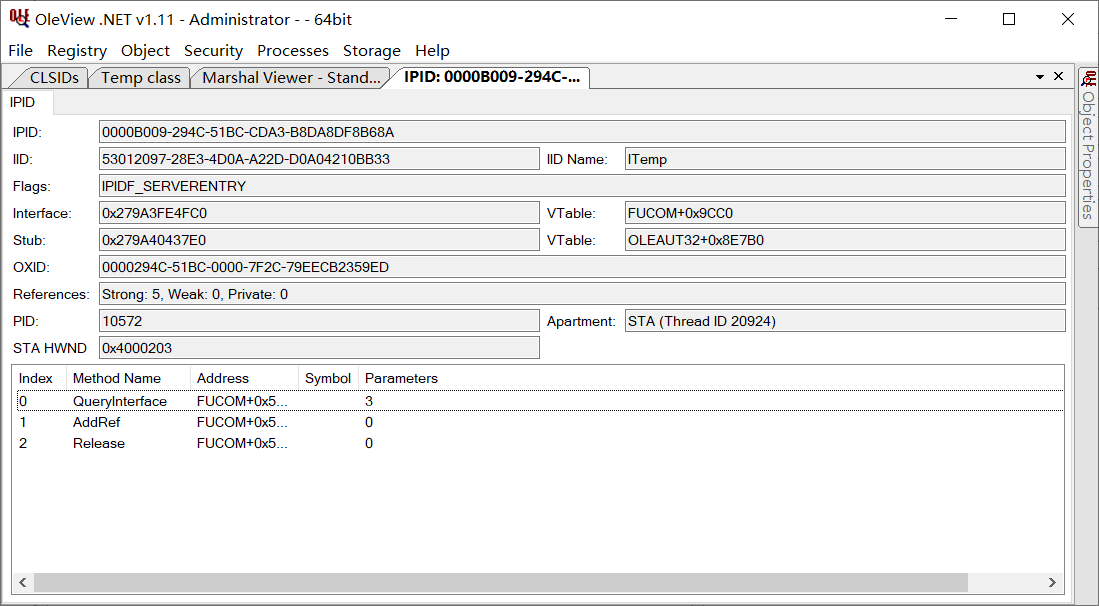 OleView .NET v1.11 - Administrator - - 64bit
File Registry Object Security Processes Storage Help
CLSIDs Temp class Marshal Viewer - Stand... IPID: 0000B009-294C-...
IPID
IPID: 0000B009-294C-51BC-CDA3-B8DA8DF8B68A
IID: 53012097-28E3-4D0A-A22D-D0A04210BB33 IID Name: ITemp
Flags: IPIDF_SERVERENTRY
Interface: 0x279A3FE4FC0 VTable: FUCOM+0x9CC0
Stub: 0x279A40437E0 VTable: OLEAUT32+0x8E7B0
OXID: 0000294C-51BC-0000-7F2C-79EECB2359ED
References: Strong: 5, Weak: 0, Private: 0
PID: 10572 Apartment: STA (Thread ID 20924)
STA HWND 0x4000203
Index Method Name Address Symbol Parameters
0 QueryInterface FUCOM+0x5... 3
1 AddRef FUCOM+0x5... 0
2 Release FUCOM+0x5... 0
OLE Object Properties